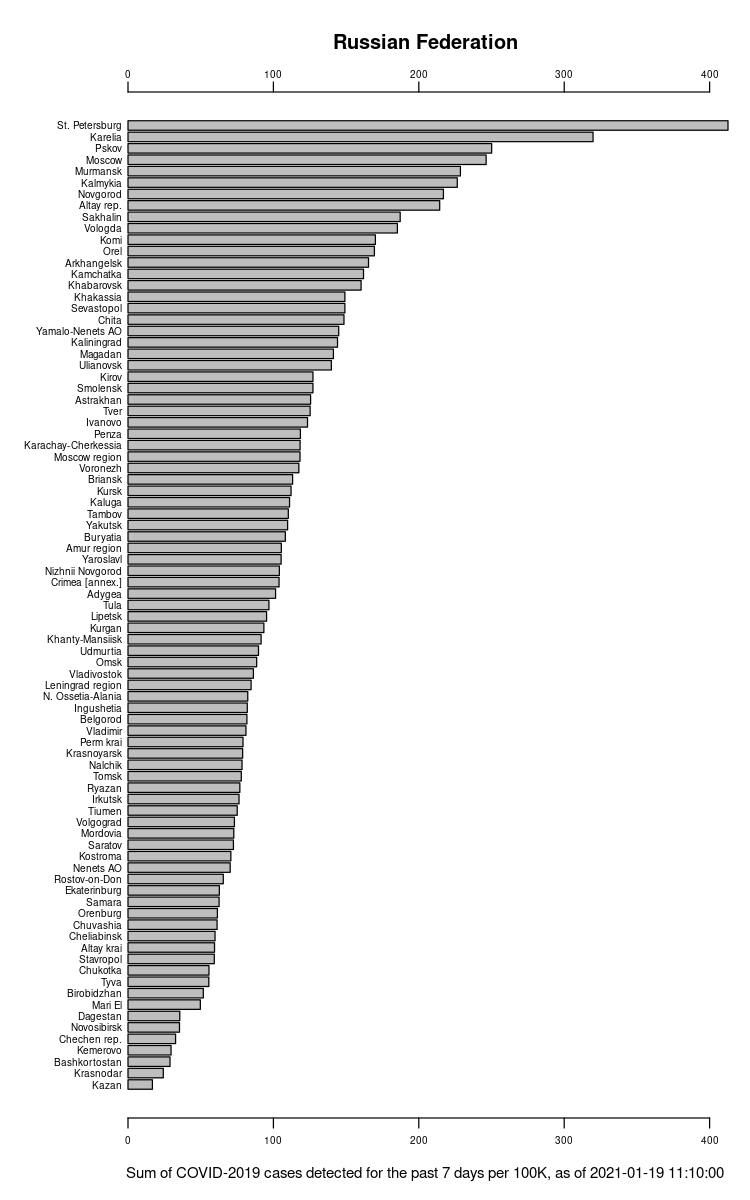 Russian Federation
0 100 200 300 400
St. Petersburg
Karelia
Pskov
Moscow
Murmansk
Kalmykia
Novgorod
Altay rep.
Sakhalin
Vologda
Komi
Orel
Arkhangelsk
Kamchatka
Khabarovsk
Khakassia
Sevastopol
Chita
Yamalo-Nenets AO
Kaliningrad
Magadan
Ulianovsk
Kirov
Smolensk
Astrakhan
Tver
Ivanovo
Penza
Karachay-Cherkessia
Moscow region
Voronezh
Briansk
Kursk
Kaluga
Tambov
Yakutsk
Buryatia
Amur region
Yaroslavl
Nizhnii Novgorod
Crimea [annex.]
Adygea
Tula
Lipetsk
Kurgan
Khanty-Mansiisk
Udmurtia
Omsk
Vladivostok
Leningrad region
N. Ossetia-Alania
Ingushetia
Belgorod
Vladimir
Perm krai
Krasnoyarsk
Nalchik
Tomsk
Ryazan
Irkutsk
Tiumen
Volgograd
Mordovia
Saratov
Kostroma
Nenets AO
Rostov-on-Don
Ekaterinburg
Samara
Orenburg
Chuvashia
Cheliabinsk
Altay krai
Stavropol
Chukotka
Tyva
Birobidzhan
Mari El
Dagestan
Novosibirsk
Chechen rep.
Kemerovo
Bashkortostan
Krasnodar
Kazan
0 100 200 300 400
Sum of COVID-2019 cases detected for the past 7 days per 100K, as of 2021-01-19 11:10:00